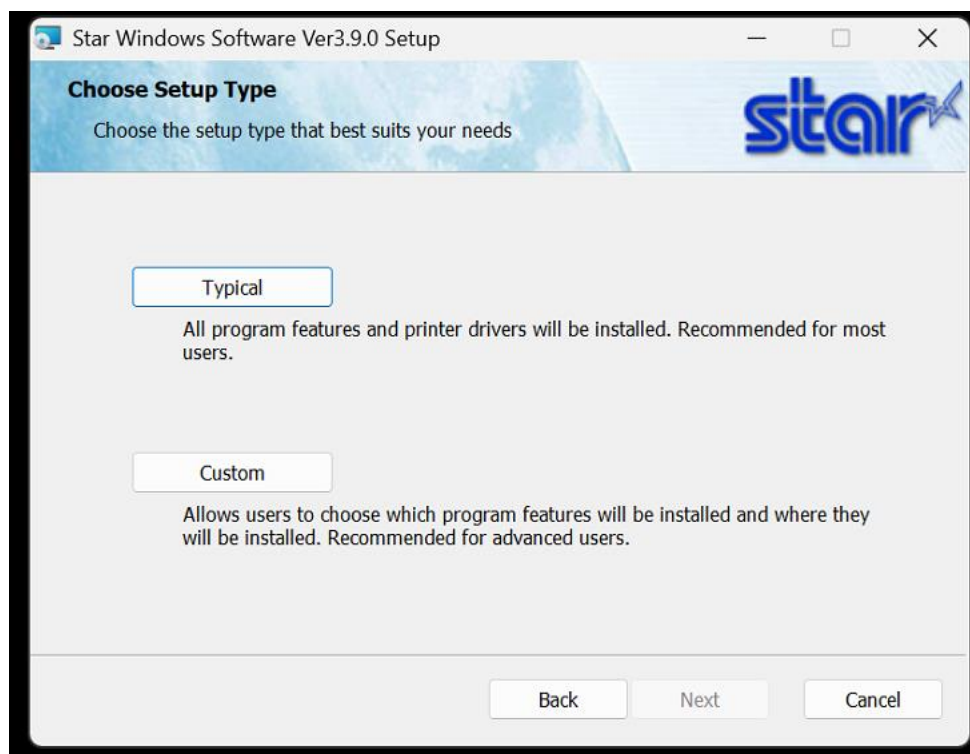 Star Windows Software Ver3.9.0 Setup
Choose Setup Type
Choose the setup type that best suits your needs
star
Typical
All program features and printer drivers will be installed. Recommended for most
users.
Custom
Allows users to choose which program features will be installed and where they
will be installed. Recommended for advanced users.
Back
Next
Cancel